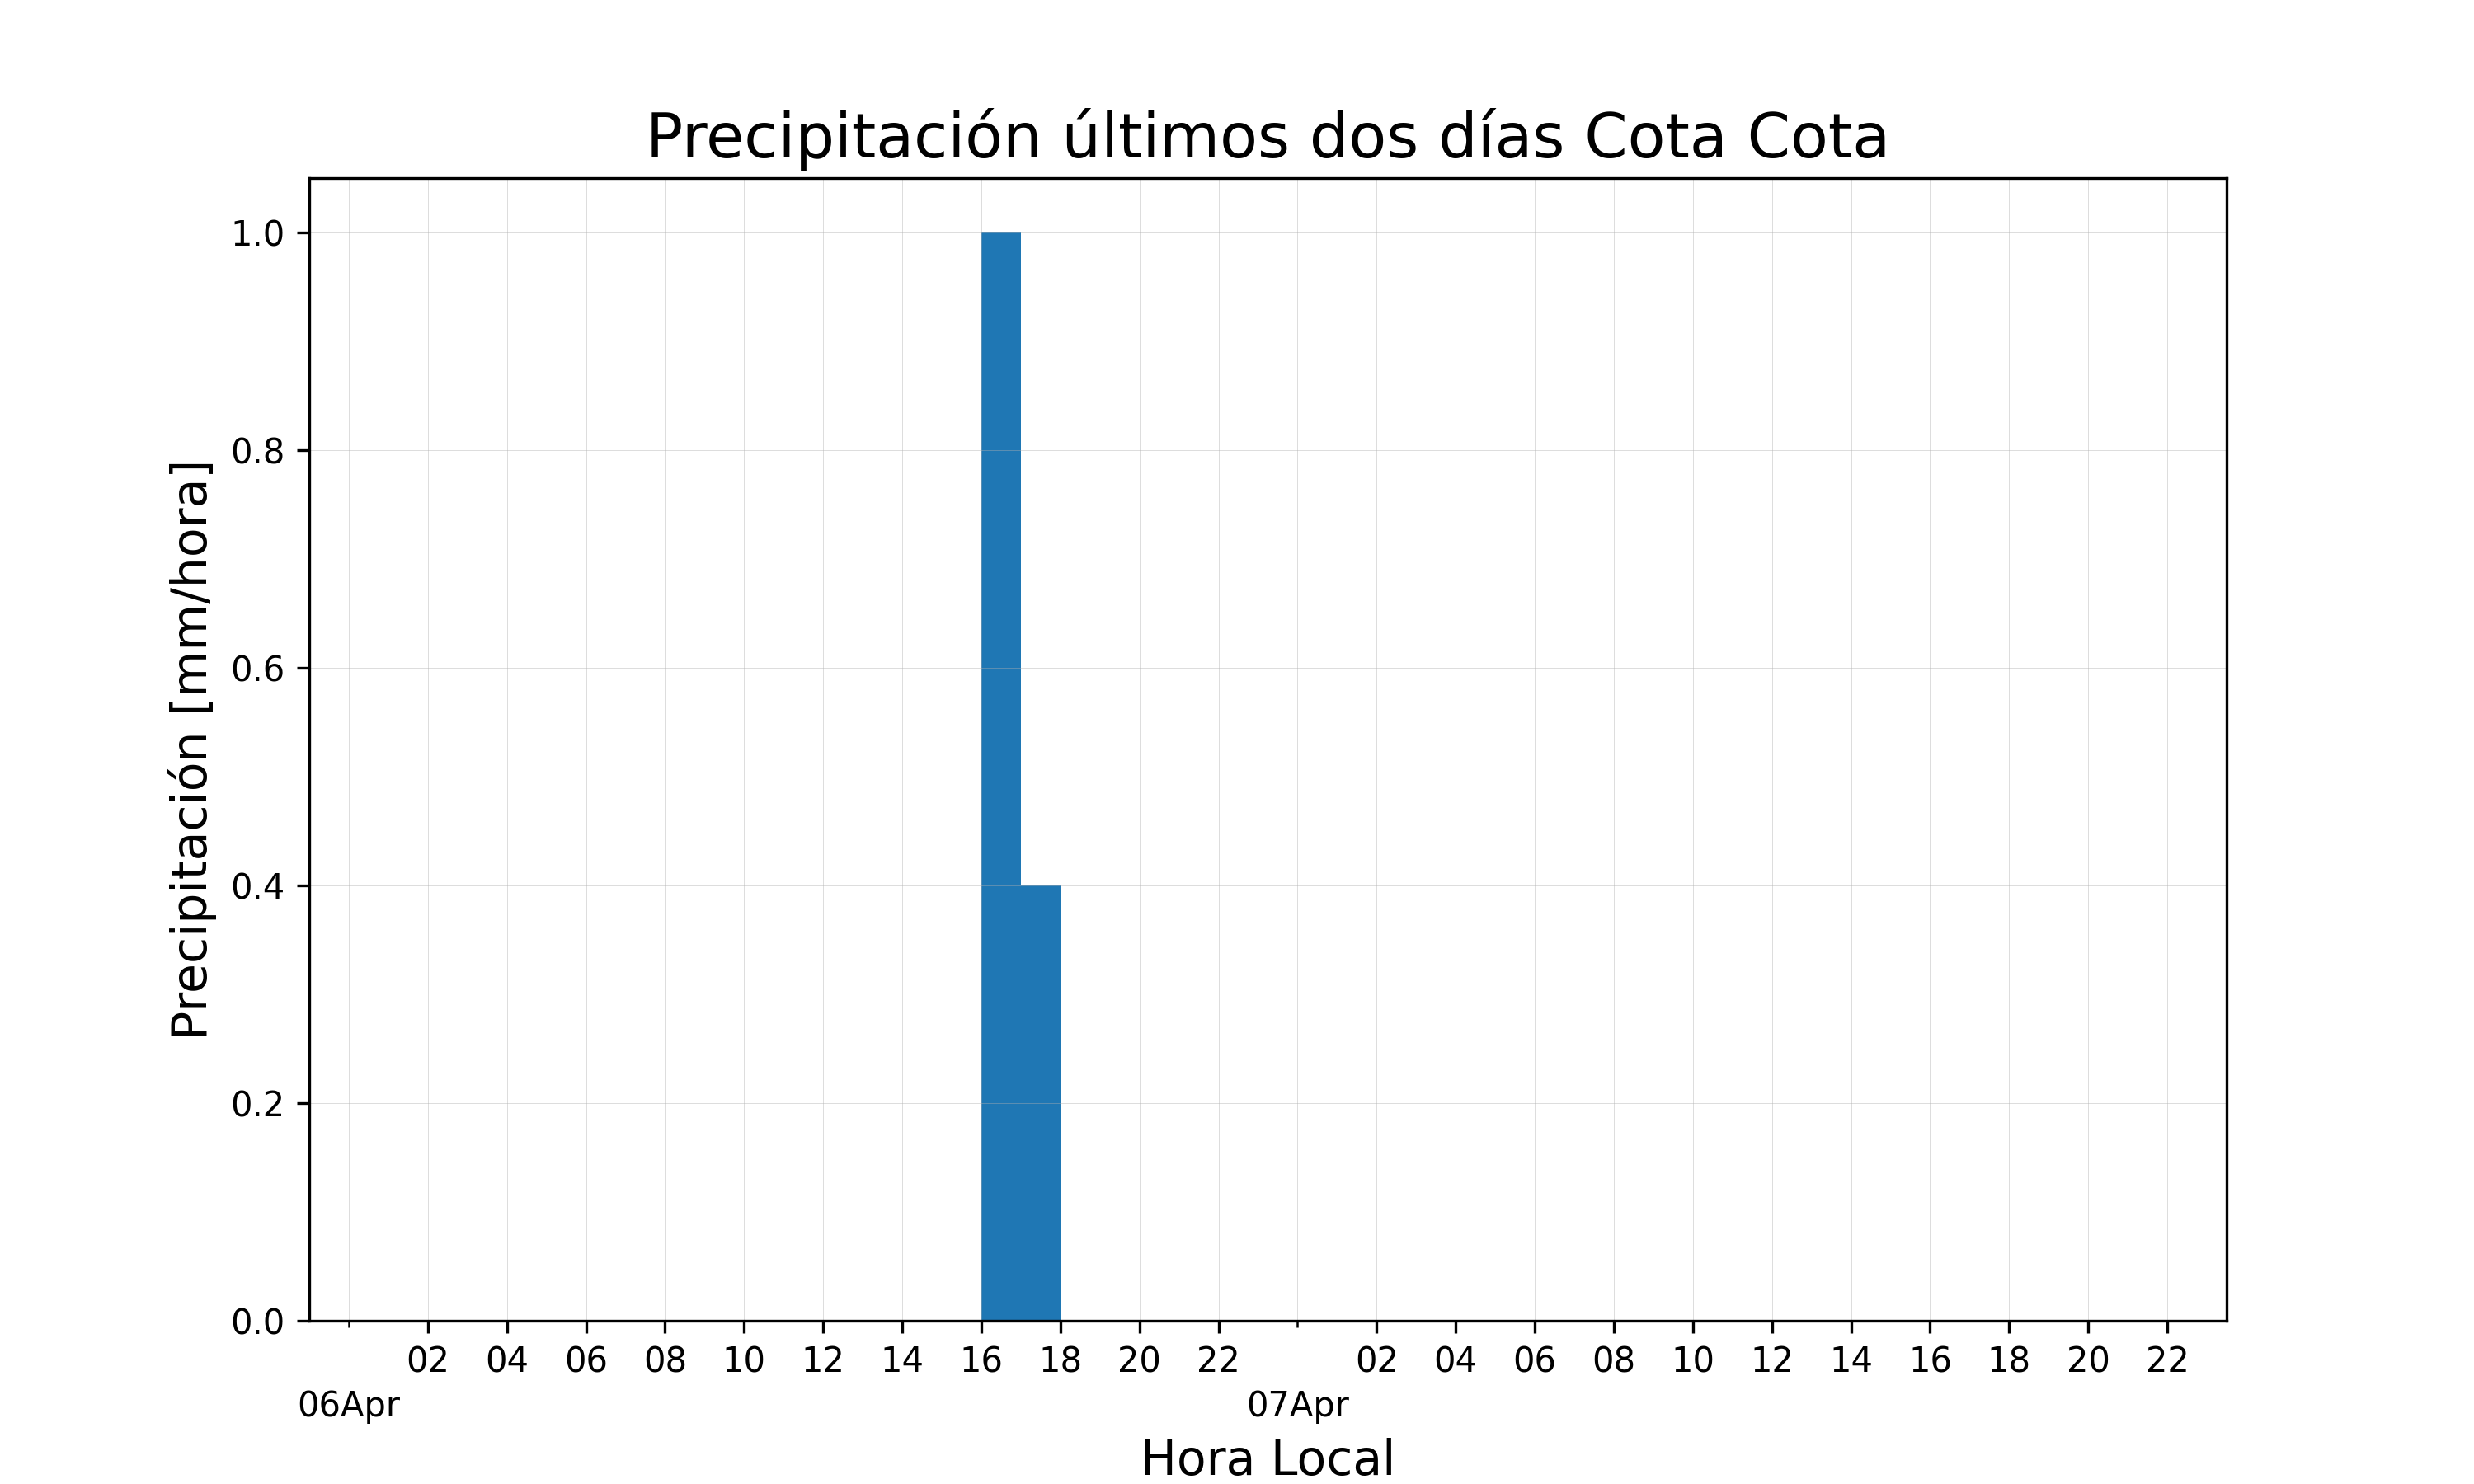 Precipitación últimos dos días Cota Cota
Precipitación [mm/hora]
1.0
0.8
0.6
0.4
0.2
0.0
02 04 06 08 10 12 14 16 18 20 22 02 04 06 08 10 12 14 16 18 20 22
06Apr 07Apr
Hora Local